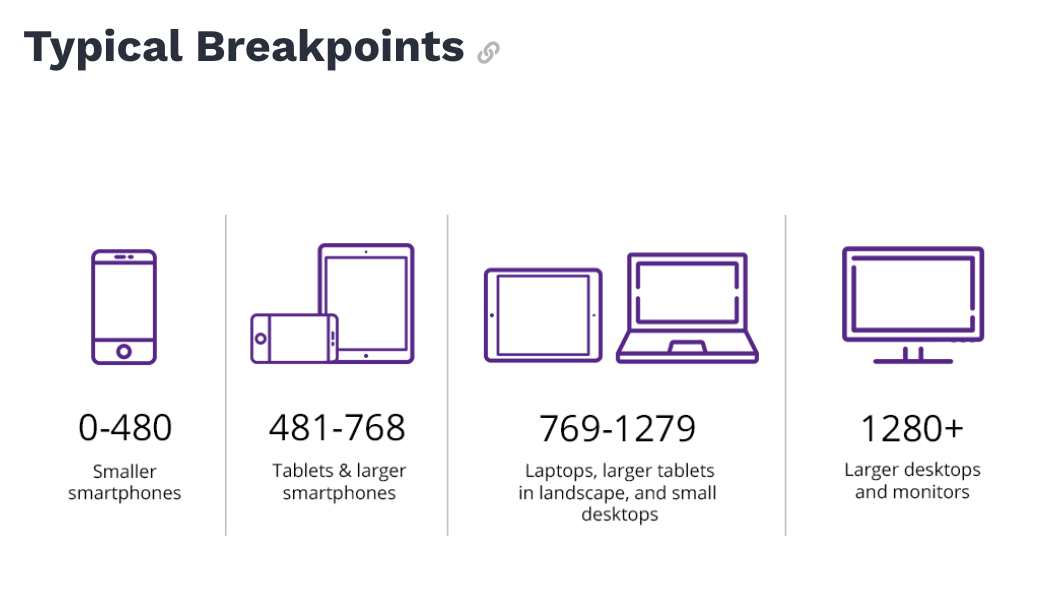 Typical Breakpoints
0-480
Smaller
smartphones
481-768
Tablets & larger
smartphones
769-1279
Laptops, larger tablets
in landscape, and small
desktops
1280+
Larger desktops
and monitors